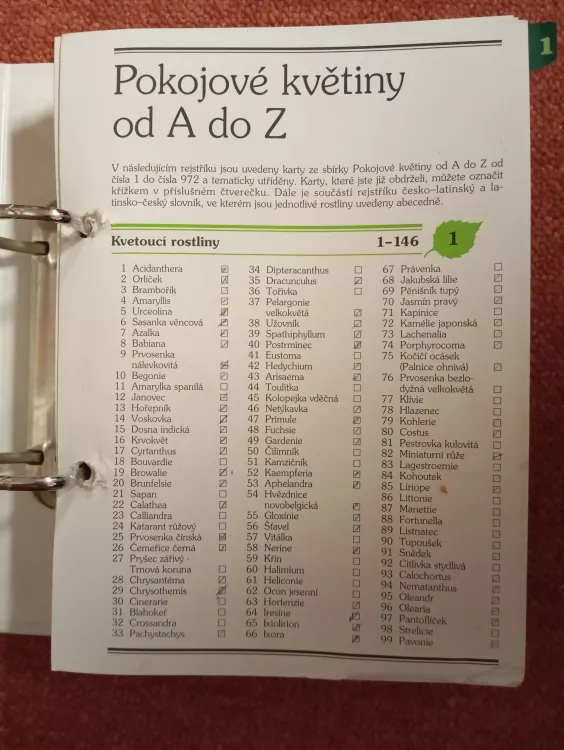 1
Pokojové květiny
od A do Z
V následujícím rejstříku jsou uvedeny karty ze sbírky Pokojové květiny od A do Z od
čísla 1 do čísla 972 a tematicky utříděny. Karty, které jste již obdrželi, můžete označit
křížkem v příslušném čtverečku. Dále je součástí rejstříku česko–latinský a la-
tinsko–český slovník, ve kterém jsou jednotlivé rostliny uvedeny abecedně.
Kvetoucí rostliny 1–146 1
1 Acidanthera
2 Orlíček
3 Brambořík
4 Amaryllis
5 Urceolina
6 Sasanka věncová
7 Azalka
8 Babiana
9 Prvosenka
nálevkovitá
10 Begonie
11 Amarylka spanilá
12 Janovec
13 Hořepník
14 Voskovka
15 Dosna indická
16 Krvokvět
17 Cyrtanthus
18 Bouvardie
19 Browalie
20 Brunfelsie
21 Sapan
22 Calathea
23 Calliandra
24 Katarant růžový
25 Prvosenka čínská
26 Čemeřice černá
27 Pryšec zářivý -
Trnová koruna
28 Chrysantéma
29 Chrysothemis
30 Cinerarie
31 Blahokeř
32 Crossandra
33 Pachystachys
34 Dipteracanthus
35 Dracunculus
36 Tořivka
37 Pelargonie
velkokvětá
38 Užovník
39 Spathiphyllum
40 Postrminec
41 Eustoma
42 Hedychium
43 Arisaema
44 Toulitka
45 Kolopejka vděčná
46 Netýkavka
47 Primule
48 Fuchsie
49 Gardenie
50 Čilimník
51 Kamzičník
52 Kaempferia
53 Aphelandra
54 Hvězdnice
novobelgická
55 Gloxínie
56 Šťavel
57 Vitálka
58 Nerine
59 Křín
60 Halimium
61 Heliconie
62 Ocún jesenní
63 Hortenzie
64 Iresine
65 Ixiolirion
66 Ixora
67 Právenka
68 Jakubská lilie
69 Pěnišník tupý
70 Jasmín pravý
71 Kapinice
72 Kamélie japonská
73 Lachenalia
74 Porphyrocoma
75 Kočičí ocásek
(Palnice ohnivá)
76 Prvosenka bezlo-
dyžná velkokvětá
77 Klívie
78 Hlazenec
79 Kohlerie
80 Costus
81 Pestrovka kulovitá
82 Miniaturní růže
83 Lagestroemie
84 Kohoutek
85 Liriope
86 Littonie
87 Manettie
88 Fortunella
89 Listnatec
90 Tupoušek
91 Snědek
92 Citlivka stydlivá
93 Calochortus
94 Nematanthus
95 Oleandr
96 Olearia
97 Pantoflíček
98 Strelicie
99 Pavonie